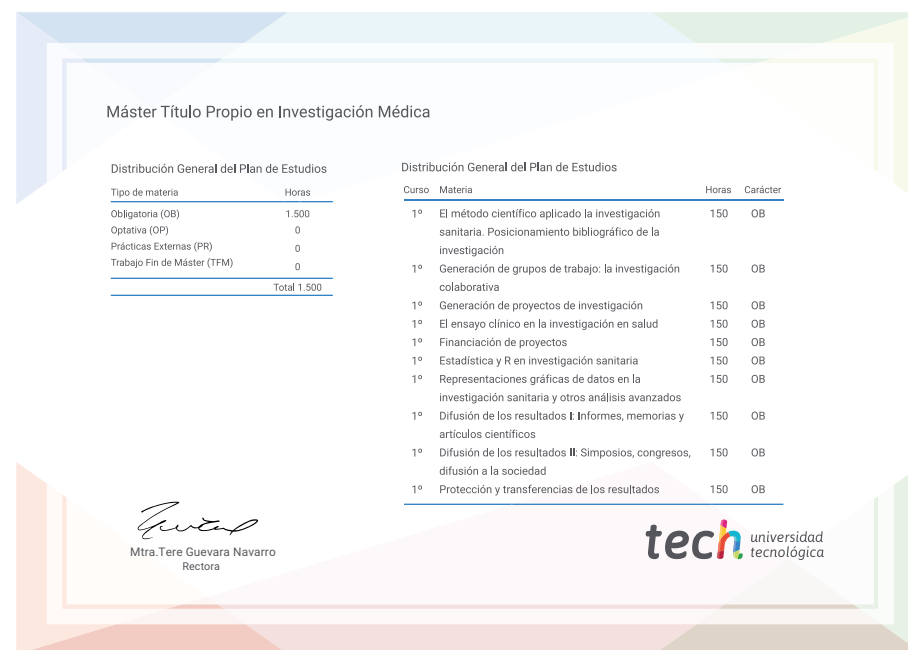 Máster Título Propio en Investigación Médica
Distribución General del Plan de Estudios
Tipo de materia Horas
Obligatoria (OB) 1.500
Optativa (OP) 0
Prácticas Externas (PR) 0
Trabajo Fin de Máster (TFM) 0
Total 1.500
Distribución General del Plan de Estudios
Curso Materia Horas Carácter
1º El método científico aplicado la investigación 150 OB
sanitaria. Posicionamiento bibliográfico de la
investigación
1º Generación de grupos de trabajo: la investigación 150 OB
colaborativa
1º Generación de proyectos de investigación 150 OB
1º El ensayo clínico en la investigación en salud 150 OB
1º Financiación de proyectos 150 OB
1º Estadística y R en investigación sanitaria 150 OB
1º Representaciones gráficas de datos en la 150 OB
investigación sanitaria y otros análisis avanzados
1º Difusión de los resultados I: Informes, memorias y 150 OB
artículos científicos
1º Difusión de los resultados II: Simposios, congresos, 150 OB
difusión a la sociedad
1º Protección y transferencias de los resultados 150 OB
Mtra.Tere Guevara Navarro
Rectora
tech universidad
tecnológica